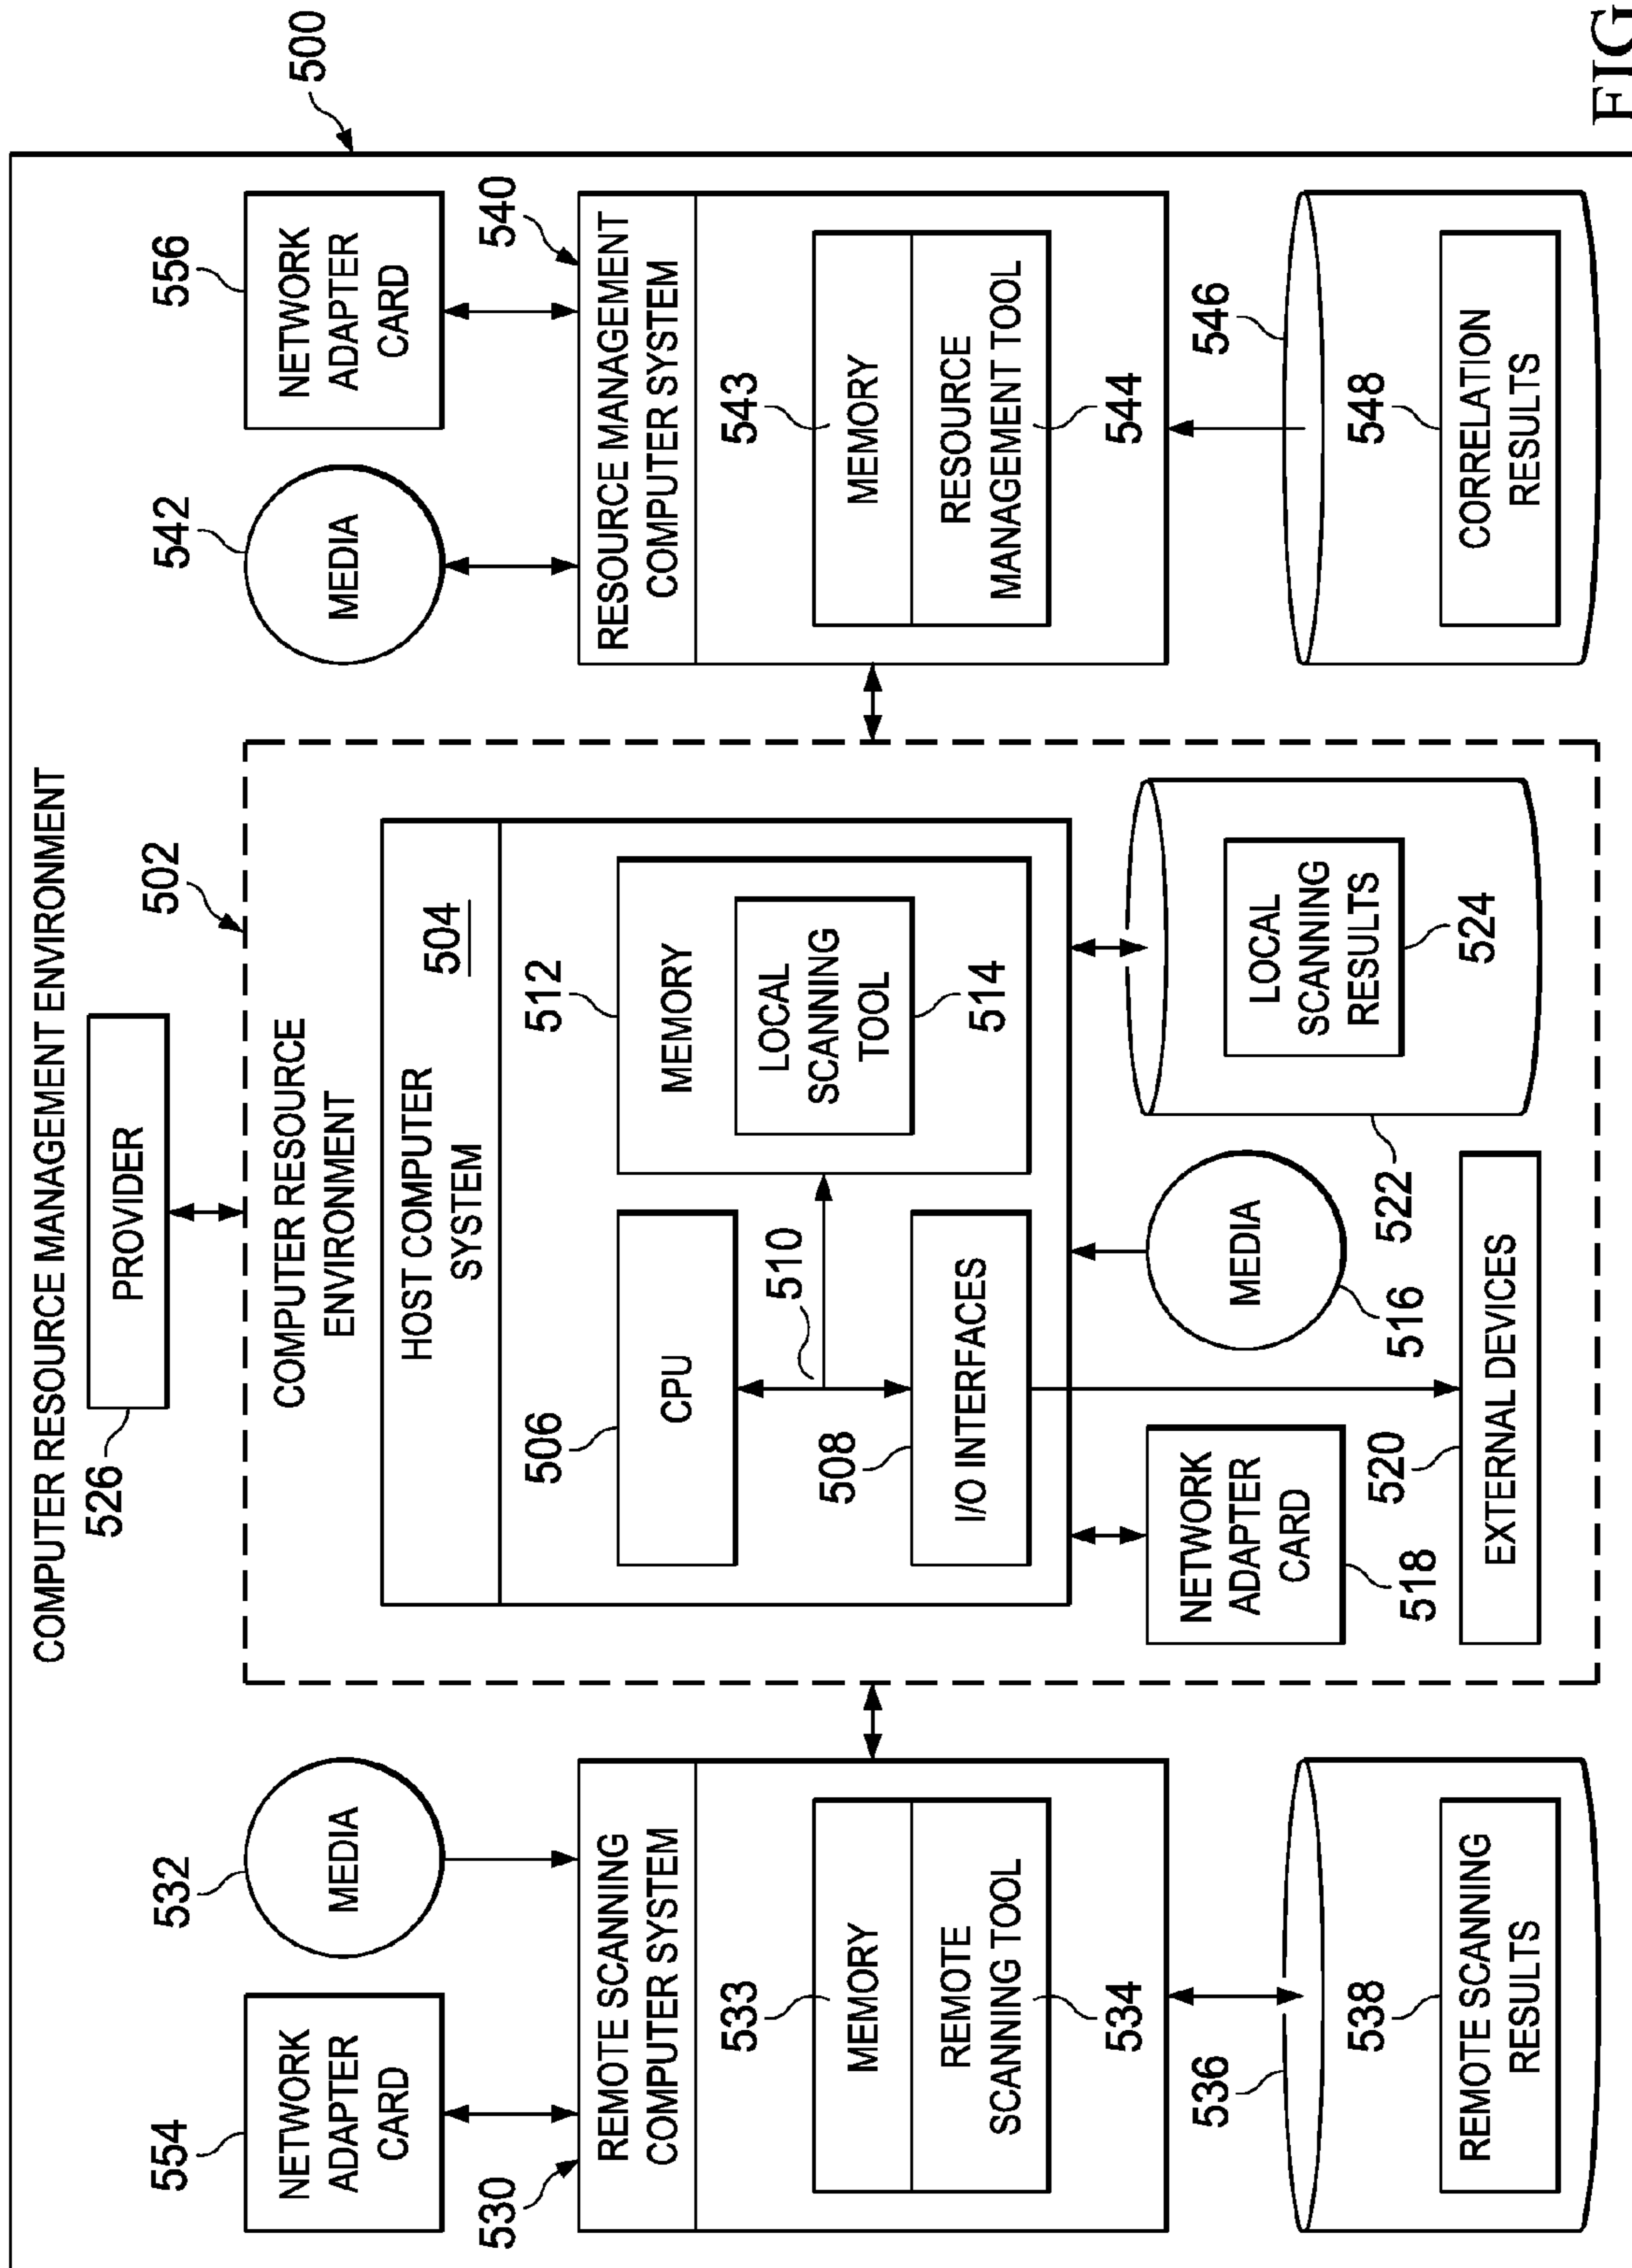 COMPUTER RESOURCE MANAGEMENT ENVIRONMENT
500
526
PROVIDER
502
554
NETWORK
ADAPTER
CARD
532
MEDIA
530
REMOTE SCANNING
COMPUTER SYSTEM
533
MEMORY
REMOTE
SCANNING TOOL
534
536
538
REMOTE SCANNING
RESULTS
COMPUTER RESOURCE
ENVIRONMENT
HOST COMPUTER
SYSTEM
504
506
CPU
512
MEMORY
LOCAL
SCANNING
TOOL
514
510
508
I/O INTERFACES
NETWORK
ADAPTER
CARD
518
MEDIA
516
520
EXTERNAL DEVICES
522
LOCAL
SCANNING
RESULTS
524
542
MEDIA
556
NETWORK
ADAPTER
CARD
540
RESOURCE MANAGEMENT
COMPUTER SYSTEM
543
MEMORY
RESOURCE
MANAGEMENT TOOL
544
546
548
CORRELATION
RESULTS
FIG